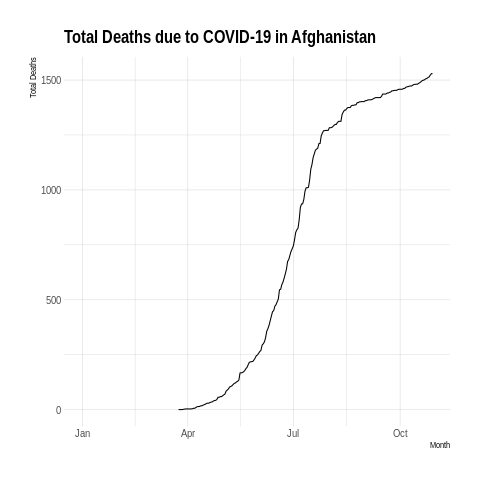 Total Deaths due to COVID-19 in Afghanistan
Total Deaths
1500
1000
500
0
Jan Apr Jul Oct
Month